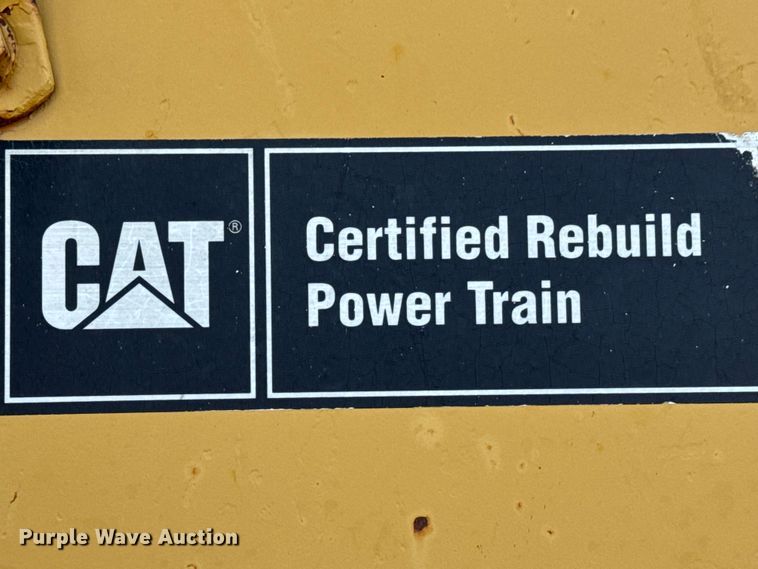 CAT®
Certified Rebuild
Power Train
Purple Wave Auction